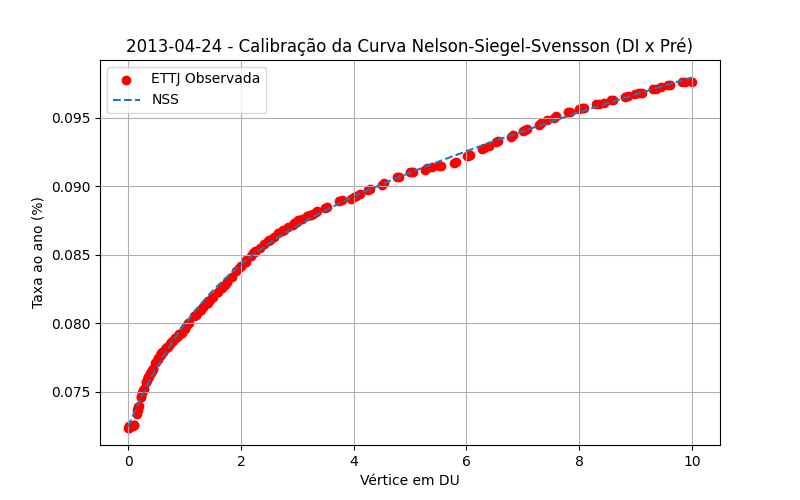 2013-04-24 - Calibração da Curva Nelson-Siegel-Svensson (DI x Pré)
ETTJ Observada
NSS
Taxa ao ano (%)
0.095
0.090
0.085
0.080
0.075
0 2 4 6 8 10
Vértice em DU